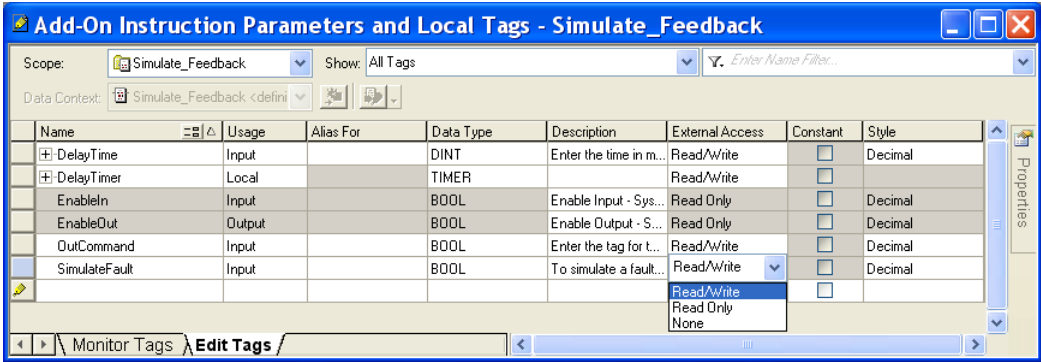 Add-On Instruction Parameters and Local Tags - Simulate_Feedback
Scope: Simulate_Feedback Show: All Tags Enter Name Filter...
Data Context: Simulate_Feedback <defini
Name Usage Alias For Data Type Description External Access Constant Style
DelayTime Input DINT Enter the time in m... Read/Write Decimal
DelayTimer Local TIMER Read/Write
EnableIn Input BOOL Enable Input - Sys... Read Only Decimal
EnableOut Output BOOL Enable Output - S... Read Only Decimal
OutCommand Input BOOL Enter the tag for t... Read/Write Decimal
SimulateFault Input BOOL To simulate a fault... Read/Write Decimal
Read/Write
Read Only
None
Monitor Tags Edit Tags
Properties